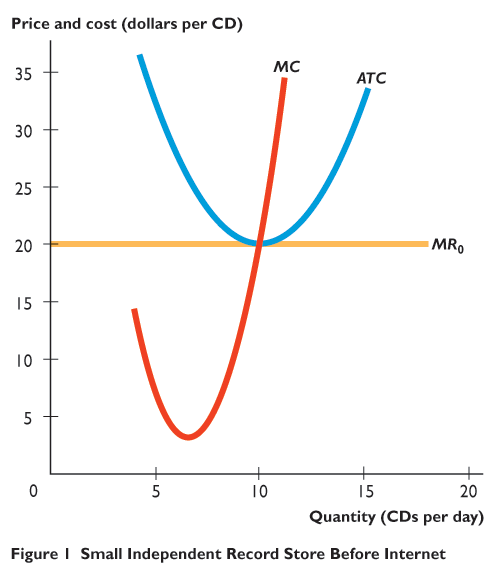 Price and cost (dollars per CD)
MC
ATC
35
30
25
20
MR₀
15
10
5
0
5
10
15
20
Quantity (CDs per day)
Figure 1 Small Independent Record Store Before Internet